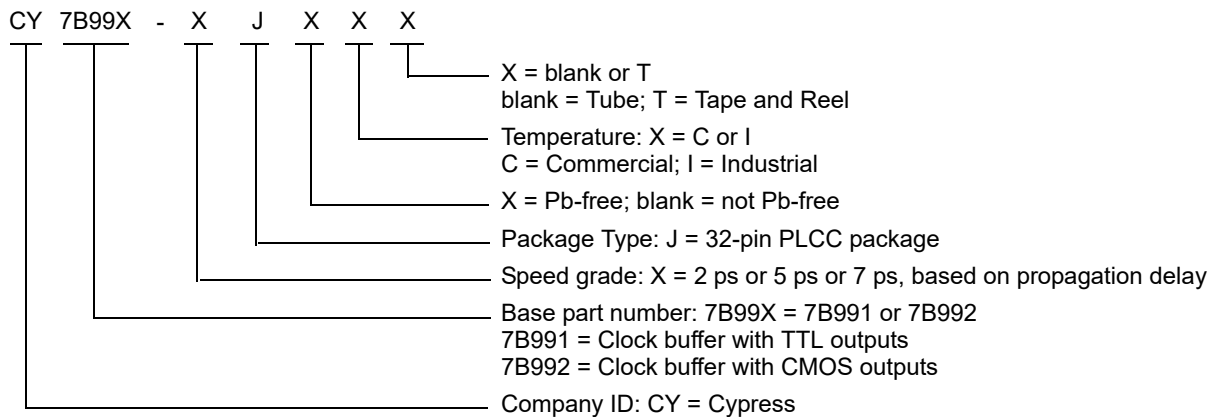 CY 7B99X - X J X X X
X = blank or T
blank = Tube; T = Tape and Reel
Temperature: X = C or I
C = Commercial; I = Industrial
X = Pb-free; blank = not Pb-free
Package Type: J = 32-pin PLCC package
Speed grade: X = 2 ps or 5 ps or 7 ps, based on propagation delay
Base part number: 7B99X = 7B991 or 7B992
7B991 = Clock buffer with TTL outputs
7B992 = Clock buffer with CMOS outputs
Company ID: CY = Cypress